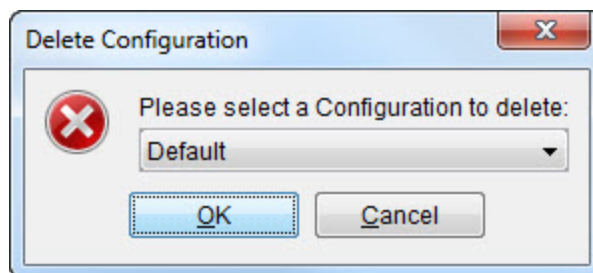 Delete Configuration
Please select a Configuration to delete:
Default
OK
Cancel